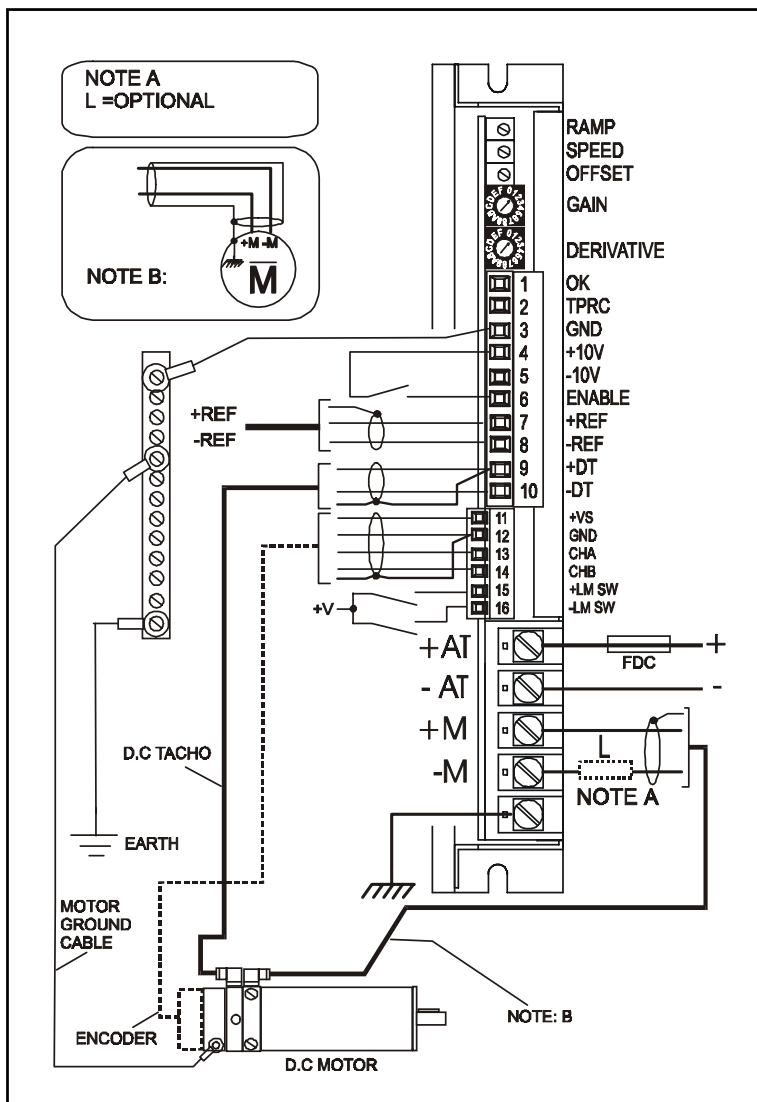 NOTE A
L =OPTIONAL
+M -M
M
NOTE B:
RAMP
SPEED
OFFSET
GAIN
DERIVATIVE
1 OK
2 TPRC
3 GND
4 +10V
5 -10V
6 ENABLE
+REF
7 +REF
-REF
8 -REF
9 +DT
10 -DT
11 +VS
12 GND
13 CHA
14 CHB
15 +LM SW
+V
16 -LM SW
+AT
+
FDC
- AT
-
+M
L
-M
NOTE A
D.C TACHO
EARTH
MOTOR
GROUND
CABLE
ENCODER
NOTE: B
D.C MOTOR